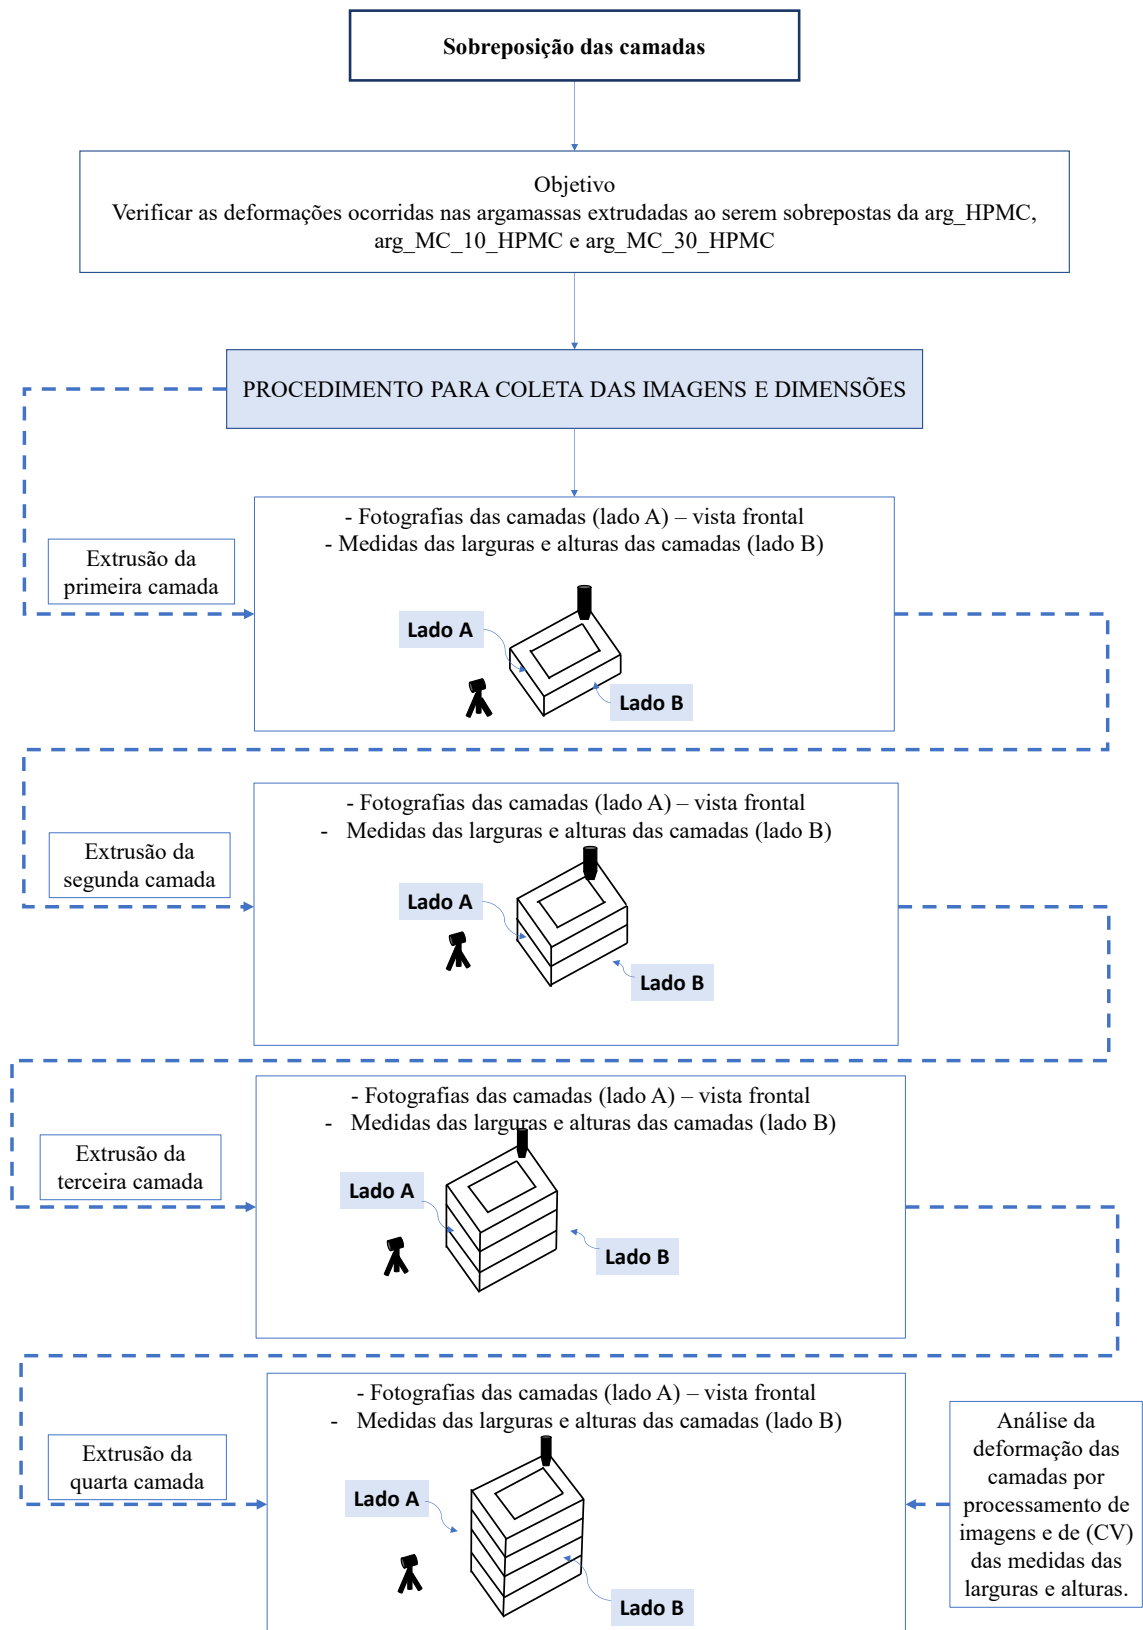 Sobreposição das camadas
Objetivo
Verificar as deformações ocorridas nas argamassas extrudadas ao serem sobrepostas da arg_HPMC,
arg_MC_10_HPMC e arg_MC_30_HPMC
PROCEDIMENTO PARA COLETA DAS IMAGENS E DIMENSÕES
- Fotografias das camadas (lado A) – vista frontal
- Medidas das larguras e alturas das camadas (lado B)
Extrusão da
primeira camada
Lado A
Lado B
- Fotografias das camadas (lado A) – vista frontal
- Medidas das larguras e alturas das camadas (lado B)
Extrusão da
segunda camada
Lado A
Lado B
- Fotografias das camadas (lado A) – vista frontal
- Medidas das larguras e alturas das camadas (lado B)
Extrusão da
terceira camada
Lado A
Lado B
- Fotografias das camadas (lado A) – vista frontal
- Medidas das larguras e alturas das camadas (lado B)
Extrusão da
quarta camada
Lado A
Lado B
Análise da
deformação das
camadas por
processamento de
imagens e de (CV)
das medidas das
larguras e alturas.